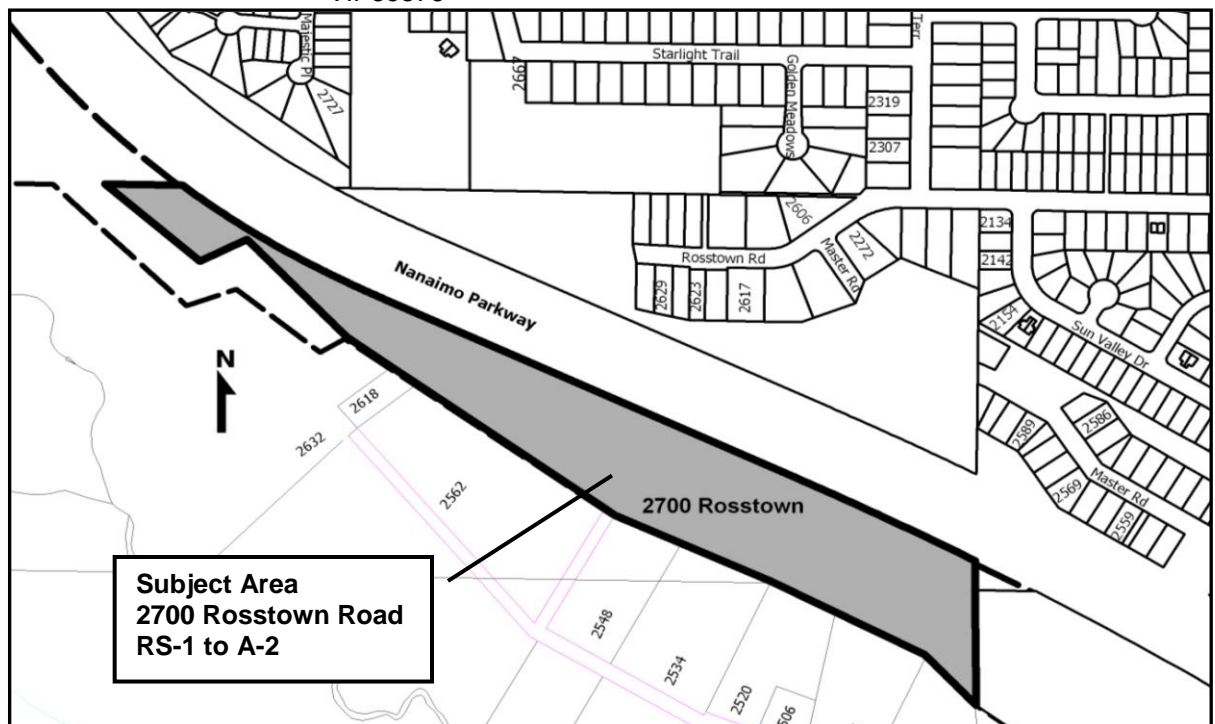 Majestic Pl
2727
2667
Starlight Trail
Golden Meadows
Terr
2319
2307
2606
Rosstown Rd
Master Rd
2272
2629
2623
2617
2134
2142
2154
Sun Valley Dr
Nanaimo Parkway
N
2618
2632
2562
2700 Rosstown
2589
2586
2569
Master Rd
2559
Subject Area
2700 Rosstown Road
RS-1 to A-2
2548
2534
2520